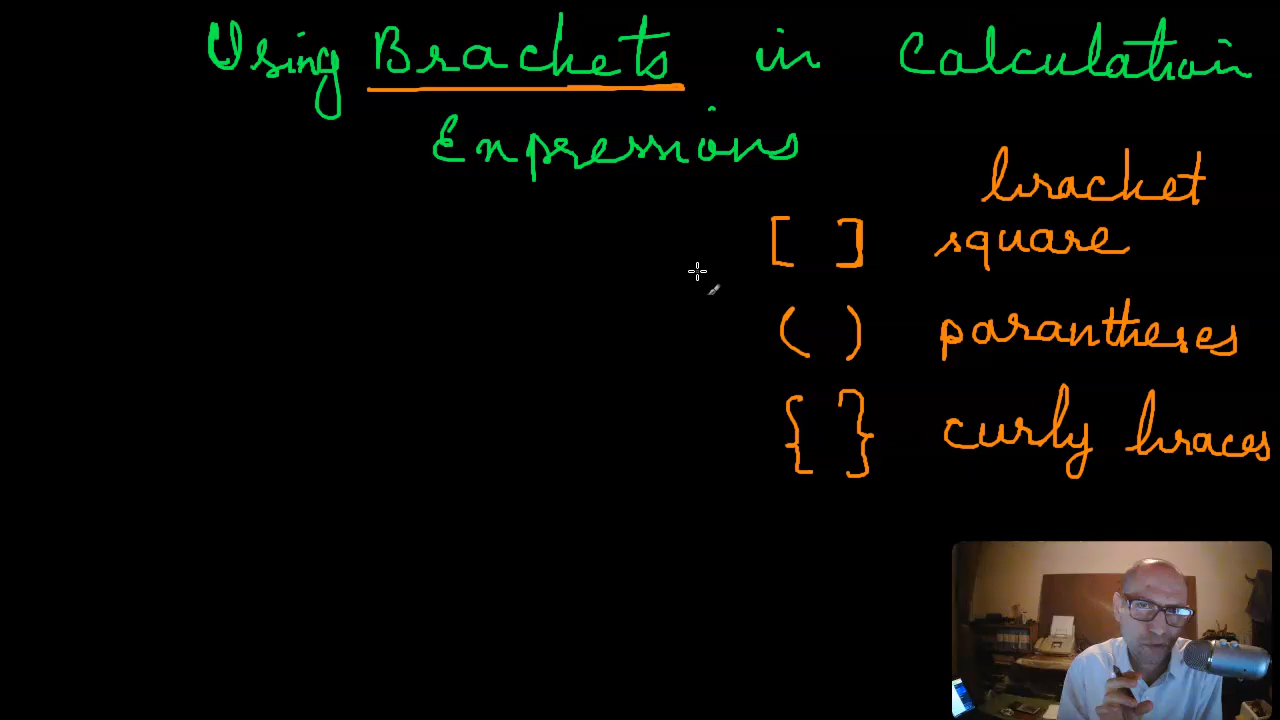 Using Brackets in Calculation
Expressions
bracket
[ ] square
( ) parantheses
{ } curly braces